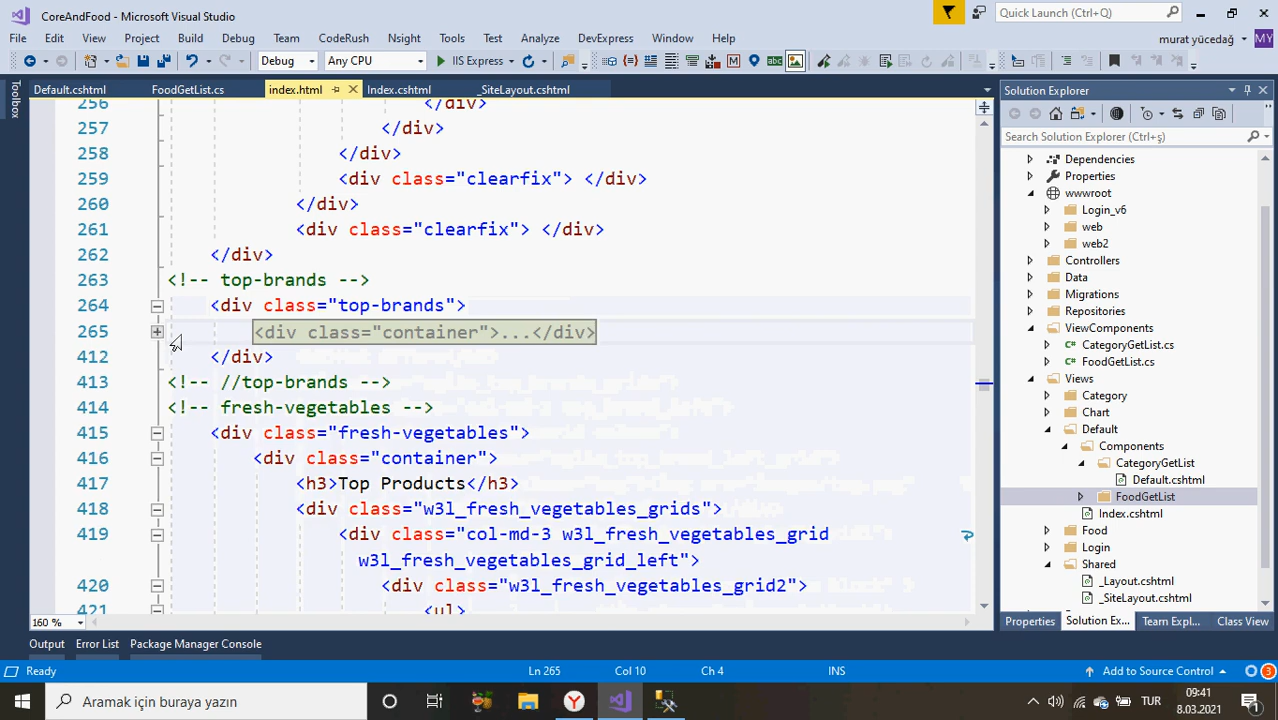 CoreAndFood - Microsoft Visual Studio
Quick Launch (Ctrl+Q)
File Edit View Project Build Debug Team CodeRush Nsight Tools Test Analyze DevExpress Window Help
murat yücedağ MY
Debug Any CPU IIS Express
Toolbox
Default.cshtml FoodGetList.cs index.html Index.cshtml _SiteLayout.cshtml
256 </div>
257 </div>
258 </div>
259 <div class="clearfix"> </div>
260 </div>
261 <div class="clearfix"> </div>
262 </div>
263 <!-- top-brands -->
264 <div class="top-brands">
265 <div class="container">...</div>
412 </div>
413 <!-- //top-brands -->
414 <!-- fresh-vegetables -->
415 <div class="fresh-vegetables">
416 <div class="container">
417 <h3>Top Products</h3>
418 <div class="w3l_fresh_vegetables_grids">
419 <div class="col-md-3 w3l_fresh_vegetables_grid
w3l_fresh_vegetables_grid_left">
420 <div class="w3l_fresh_vegetables_grid2">
421 <ul>
160 %
Solution Explorer
Search Solution Explorer (Ctrl+ş)
Dependencies
Properties
wwwroot
Login_v6
web
web2
Controllers
Data
Migrations
Repositories
ViewComponents
CategoryGetList.cs
FoodGetList.cs
Views
Category
Chart
Default
Components
CategoryGetList
Default.cshtml
FoodGetList
Index.cshtml
Food
Login
Shared
_Layout.cshtml
_SiteLayout.cshtml
Properties Solution Ex... Team Expl... Class View
Output Error List Package Manager Console
Ready Ln 265 Col 10 Ch 4 INS Add to Source Control 3
Aramak için buraya yazın
TUR
09:41
8.03.2021
1